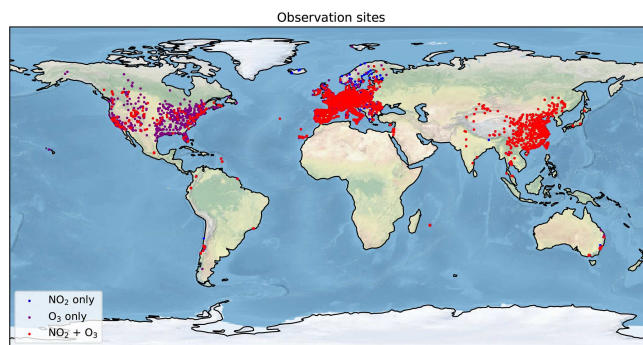 Observation sites
NO₂ only
O₃ only
NO₂ + O₃